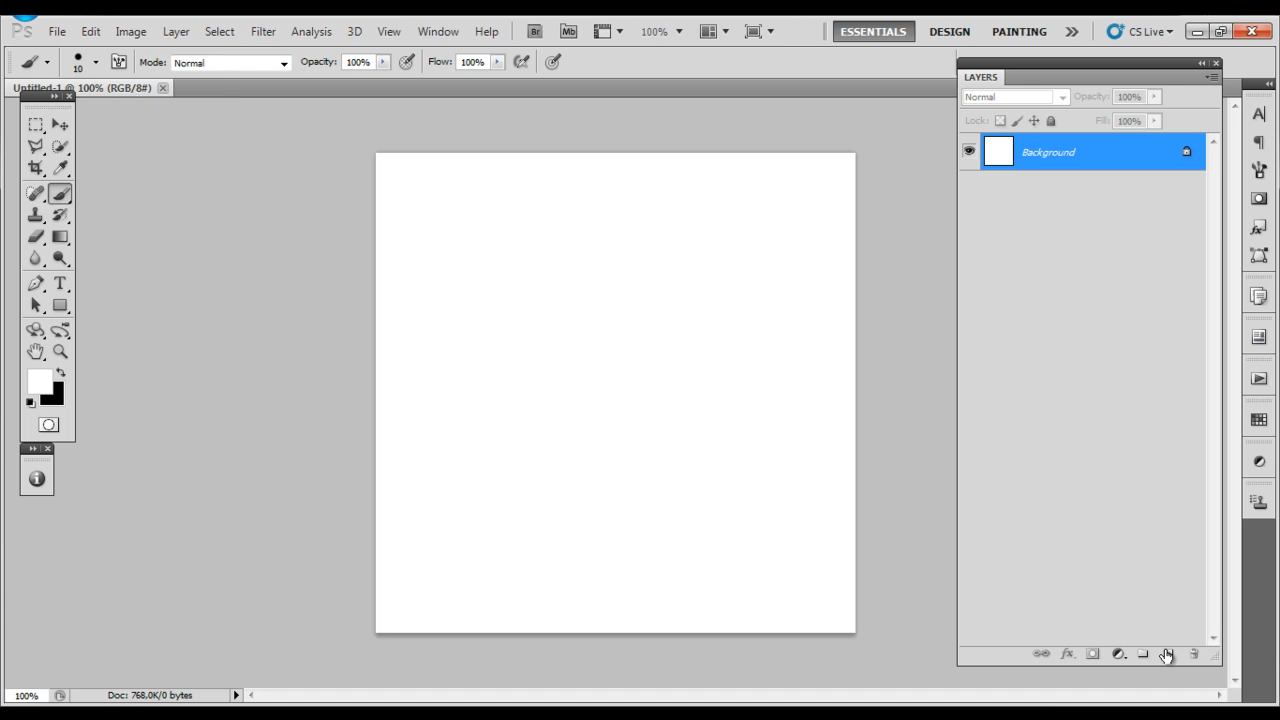 Ps File Edit Image Layer Select Filter Analysis 3D View Window Help Br Mb 100% ESSENTIALS DESIGN PAINTING CS Live
10 Mode: Normal Opacity: 100% Flow: 100%
Untitled-1 @ 100% (RGB/8#)
LAYERS
Normal Opacity: 100%
Lock: Fill: 100%
Background
100% Doc: 768,0K/0 bytes